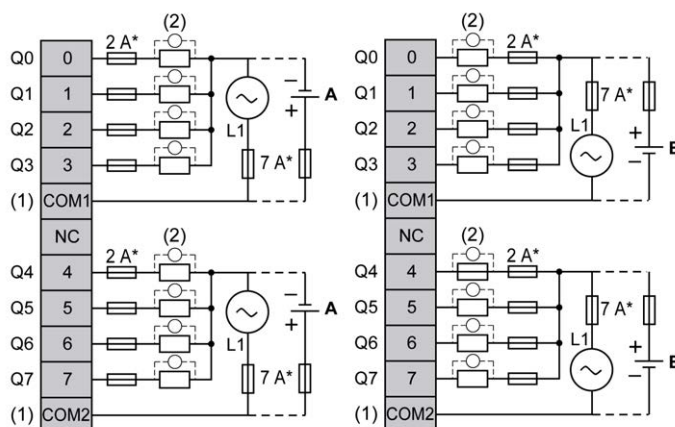 (2)
Q0 0 2 A*
Q1 1
Q2 2
Q3 3
(1) COM1
L1
7 A*
A
NC
(2)
Q4 4 2 A*
Q5 5
Q6 6
Q7 7
(1) COM2
L1
7 A*
A
(2)
Q0 0 2 A*
Q1 1
Q2 2
Q3 3
(1) COM1
7 A*
L1
NC
(2)
Q4 4 2 A*
Q5 5
Q6 6
Q7 7
(1) COM2
7 A*
L1